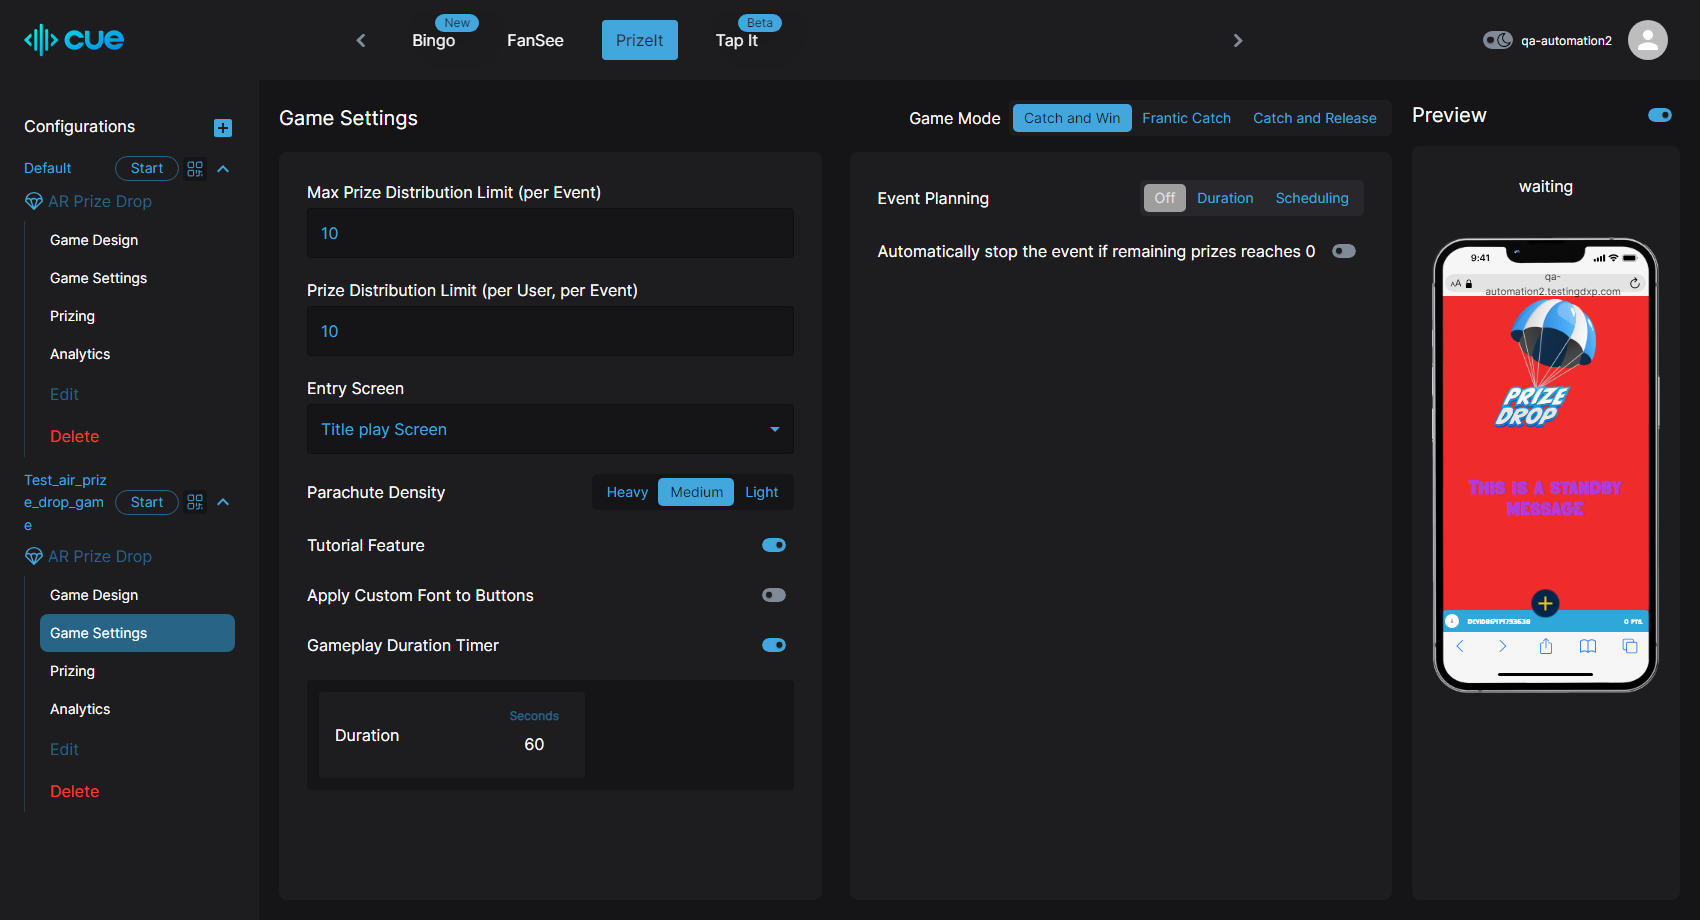 cue
New
Bingo
FanSee
PrizeIt
Beta
Tap It
qa-automation2
Configurations
Default
Start
AR Prize Drop
Game Design
Game Settings
Prizing
Analytics
Edit
Delete
Test_air_priz
e_drop_gam
e
Start
AR Prize Drop
Game Design
Game Settings
Prizing
Analytics
Edit
Delete
Game Settings
Game Mode
Catch and Win
Frantic Catch
Catch and Release
Max Prize Distribution Limit (per Event)
10
Prize Distribution Limit (per User, per Event)
10
Entry Screen
Title play Screen
Parachute Density
Heavy
Medium
Light
Tutorial Feature
Apply Custom Font to Buttons
Gameplay Duration Timer
Duration
Seconds
60
Event Planning
Off
Duration
Scheduling
Automatically stop the event if remaining prizes reaches 0
Preview
waiting
9:41
AA
qa-
automation2.testingdxp.com
PRIZE
DROP
THIS IS A STANDBY
MESSAGE
0 PTS.